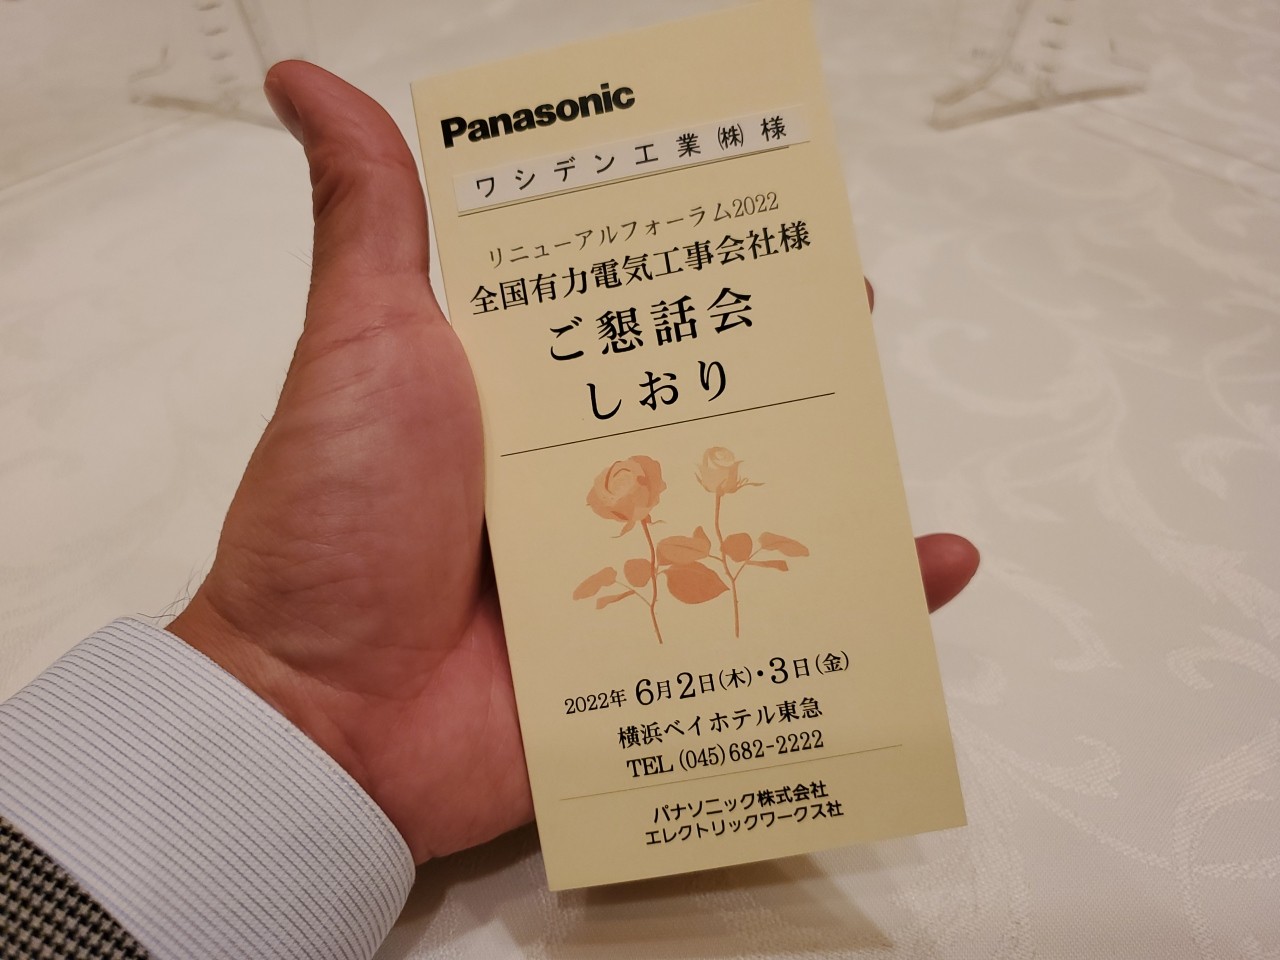 Panasonic
ワシデン工業㈱様
リニューアルフォーラム2022
全国有力電気工事会社様
ご懇話会
しおり
2022年 6月2日(木)・3日(金)
横浜ベイホテル東急
TEL (045) 682-2222
パナソニック株式会社
エレクトリックワークス社